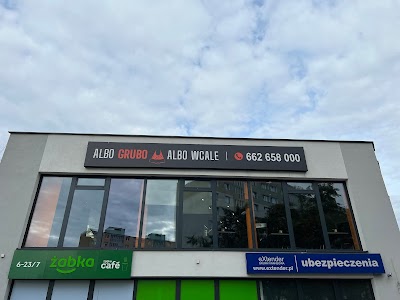 ALBO GRUBO ALBO WCALE | 662 658 000
6-23/7 żabka café
eXtender
www.extender.pl ubezpieczenia